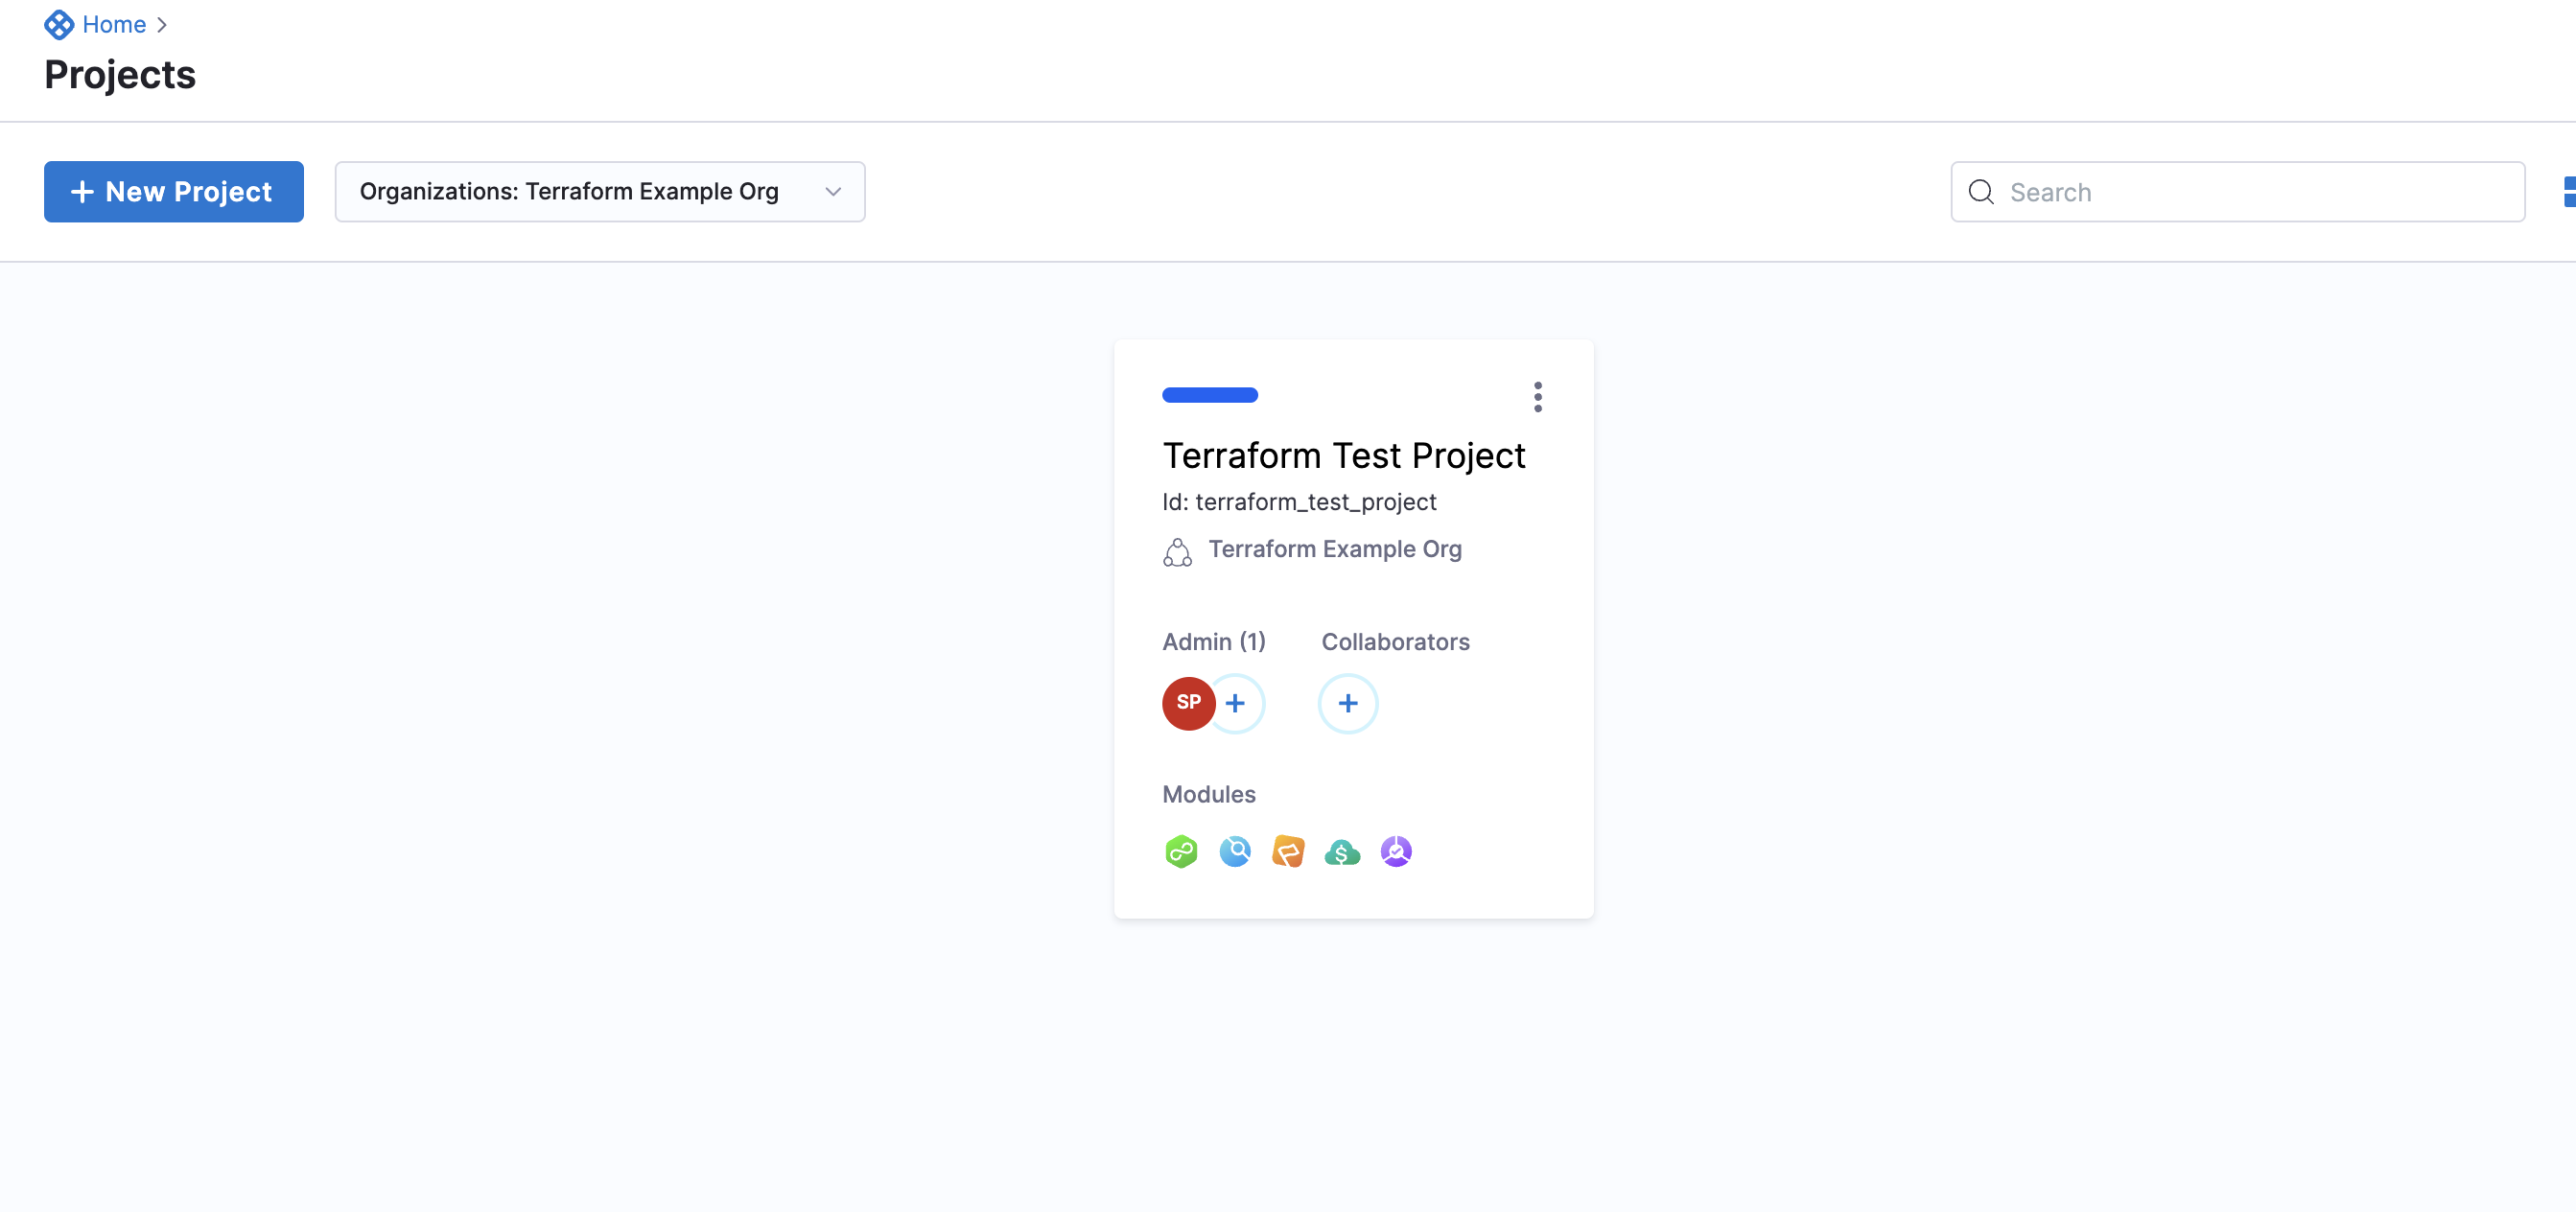 Home
Projects
+ New Project
Organizations: Terraform Example Org
Search
Terraform Test Project
Id: terraform_test_project
Terraform Example Org
Admin (1) Collaborators
SP + +
Modules